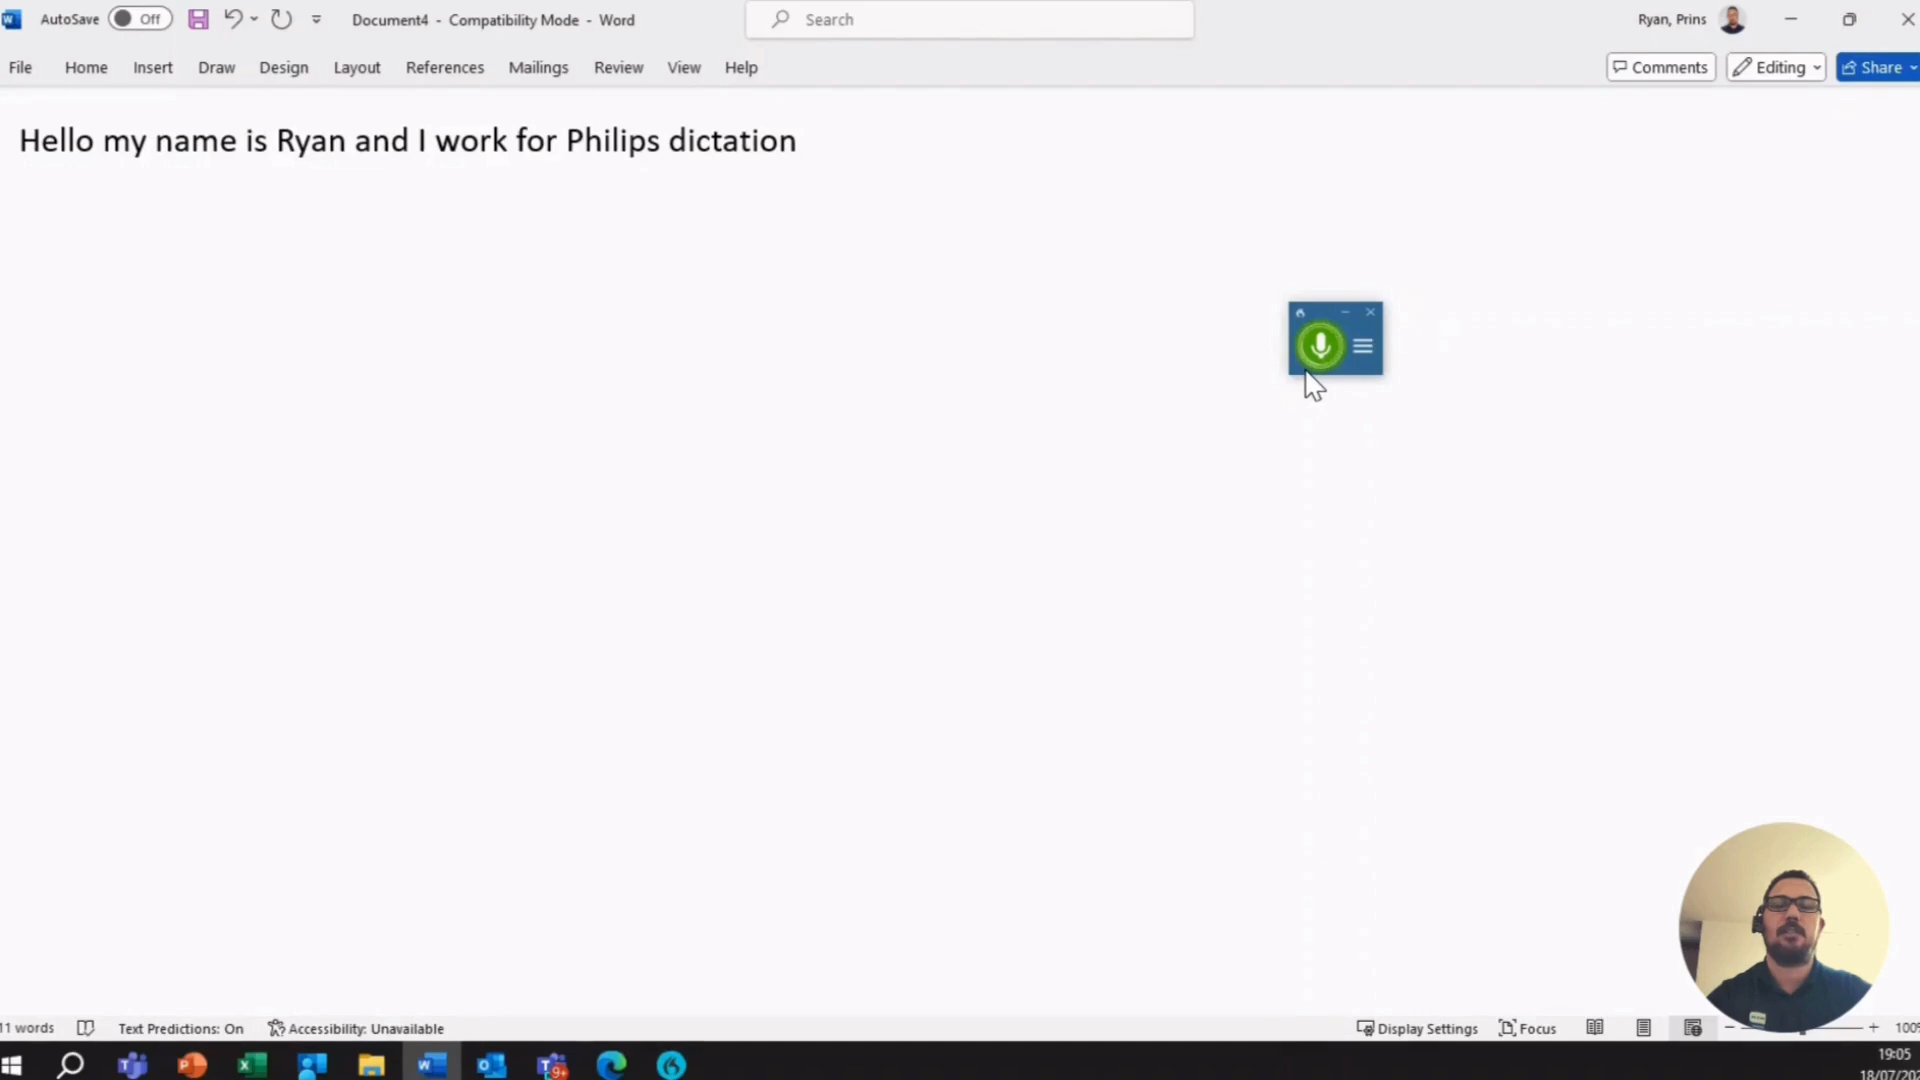 AutoSave Off Document4 - Compatibility Mode - Word Search Ryan, Prins
File Home Insert Draw Design Layout References Mailings Review View Help Comments Editing Share
Hello my name is Ryan and I work for Philips dictation
11 words Text Predictions: On Accessibility: Unavailable Display Settings Focus
9+
19:05